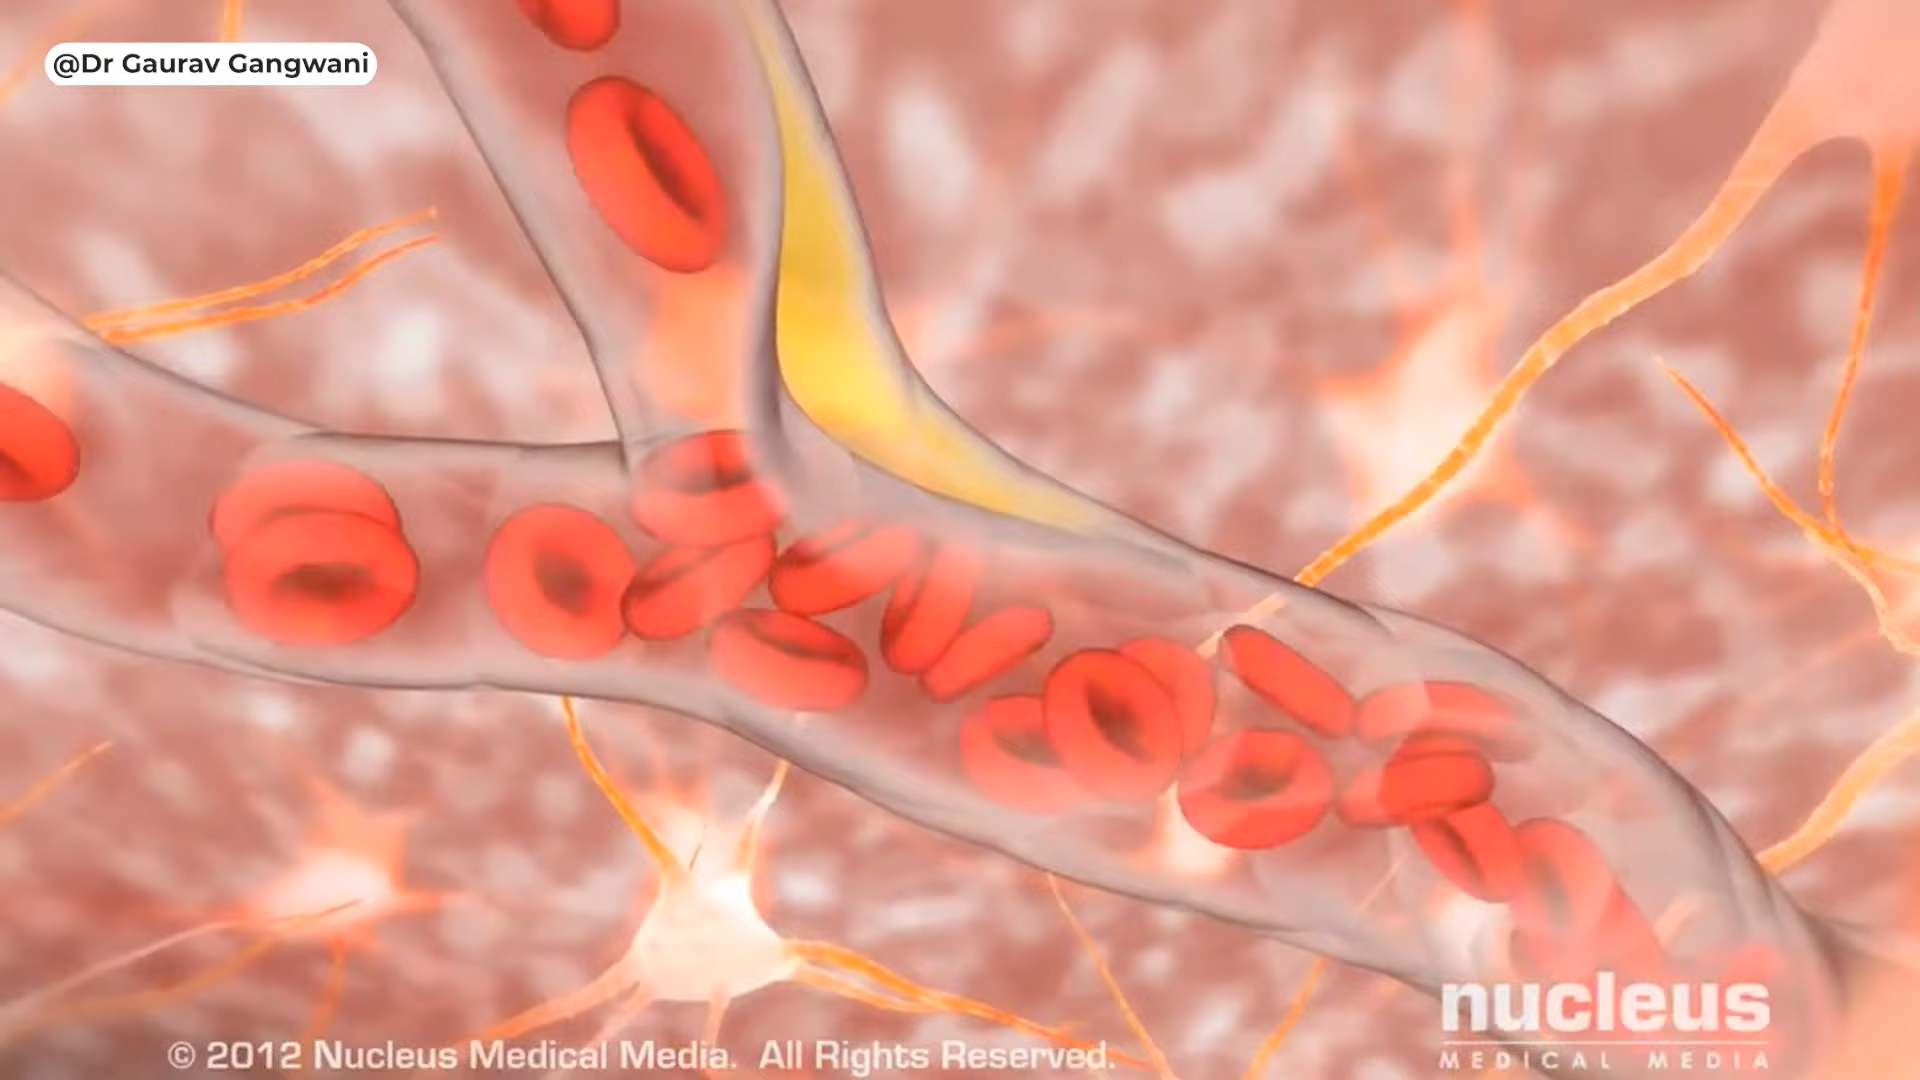 @Dr Gaurav Gangwani
nucleus
MEDICAL MEDIA
© 2012 Nucleus Medical Media. All Rights Reserved.